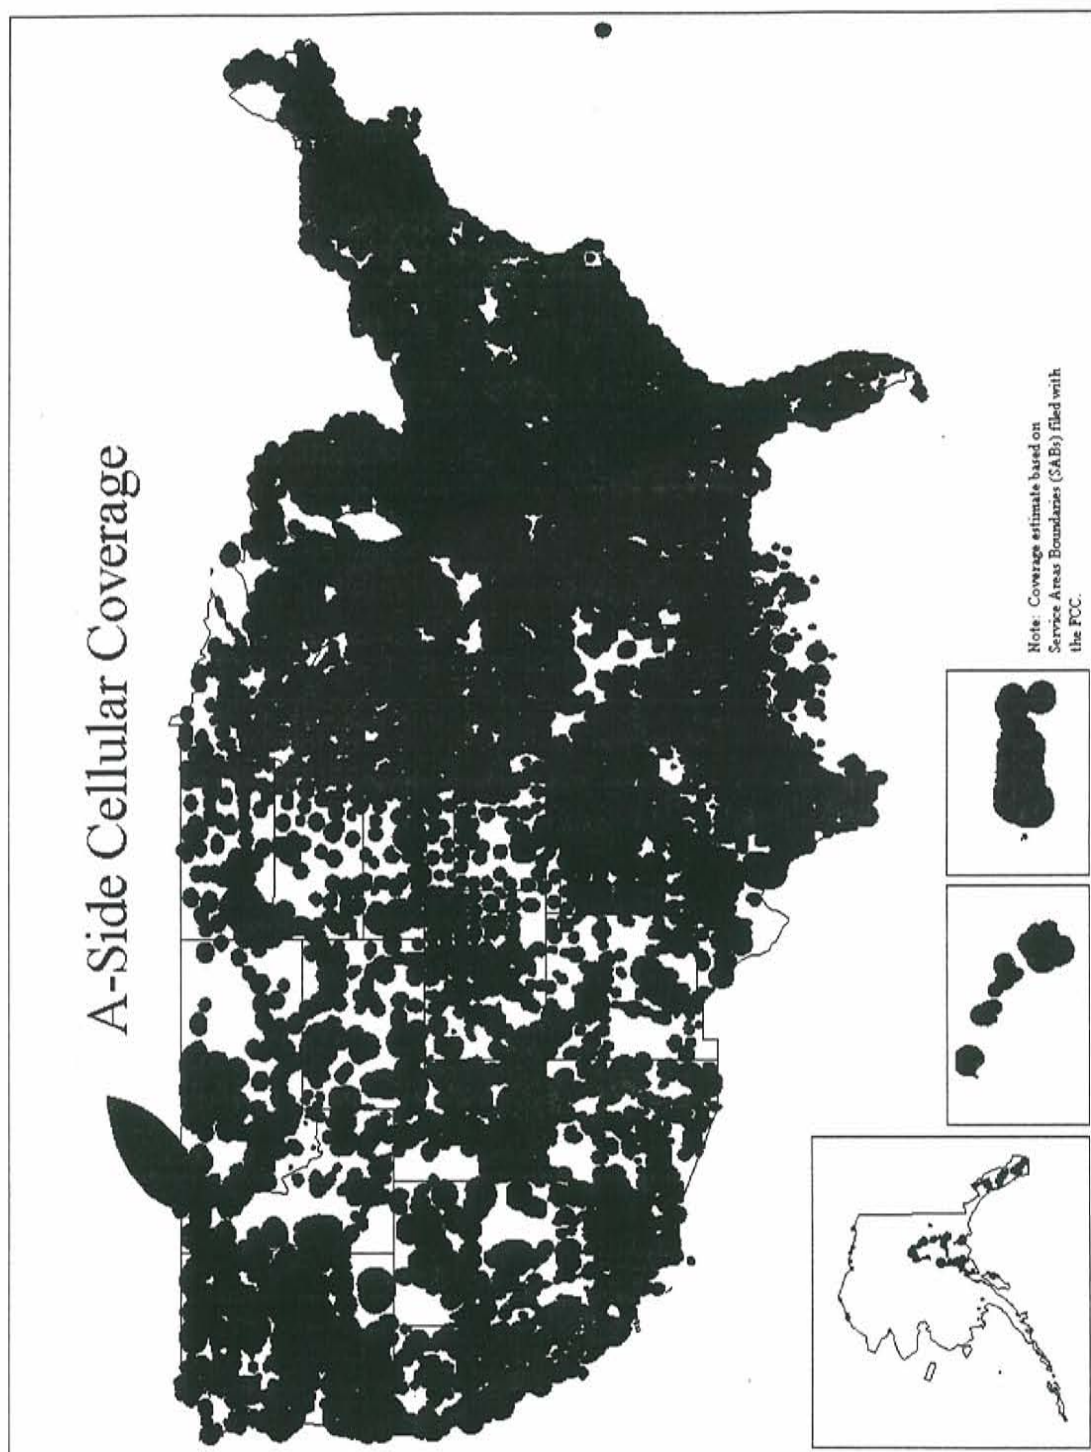 A-Side Cellular Coverage
Note: Coverage estimate based on
Service Areas Boundaries (SABs) filed with
the FCC.